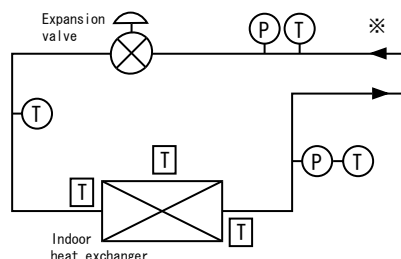 Expansion
valve
P T
※
T
P T
T
T
T
Indoor
heat exchanger